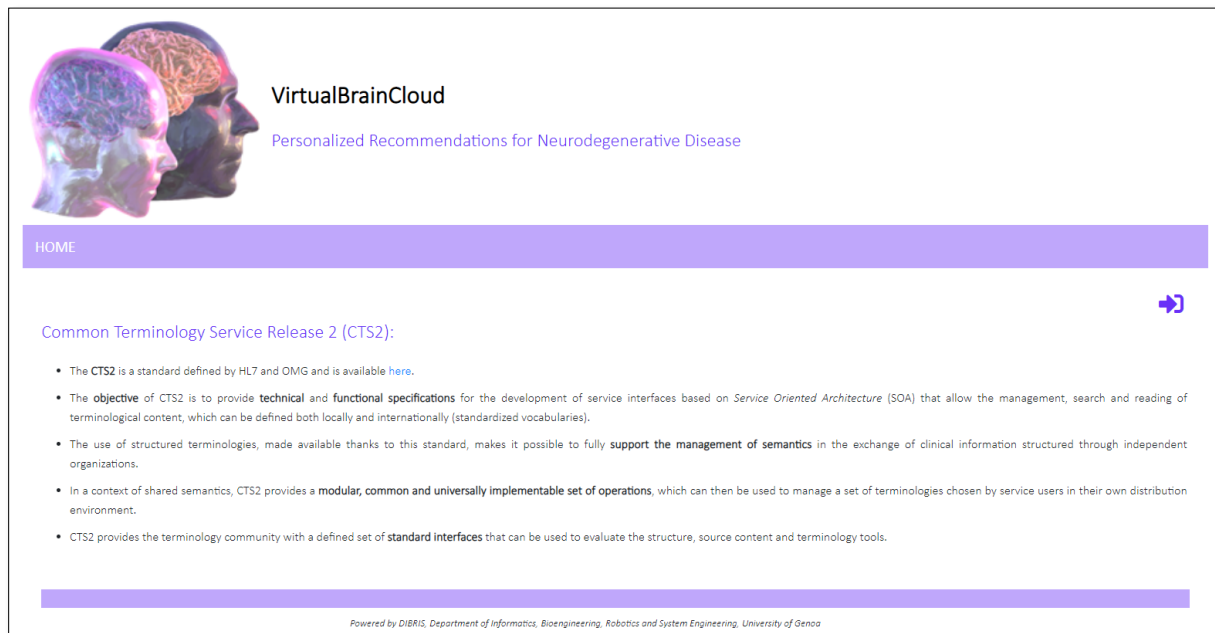 VirtualBrainCloud
Personalized Recommendations for Neurodegenerative Disease
HOME
Common Terminology Service Release 2 (CTS2):
• The CTS2 is a standard defined by HL7 and OMG and is available here.
• The objective of CTS2 is to provide technical and functional specifications for the development of service interfaces based on Service Oriented Architecture (SOA) that allow the management, search and reading of
terminological content, which can be defined both locally and internationally (standardized vocabularies).
• The use of structured terminologies, made available thanks to this standard, makes it possible to fully support the management of semantics in the exchange of clinical information structured through independent
organizations.
• In a context of shared semantics, CTS2 provides a modular, common and universally implementable set of operations, which can then be used to manage a set of terminologies chosen by service users in their own distribution
environment.
• CTS2 provides the terminology community with a defined set of standard interfaces that can be used to evaluate the structure, source content and terminology tools.
Powered by DIBRIS, Department of Informatics, Bioengineering, Robotics and System Engineering, University of Genoa